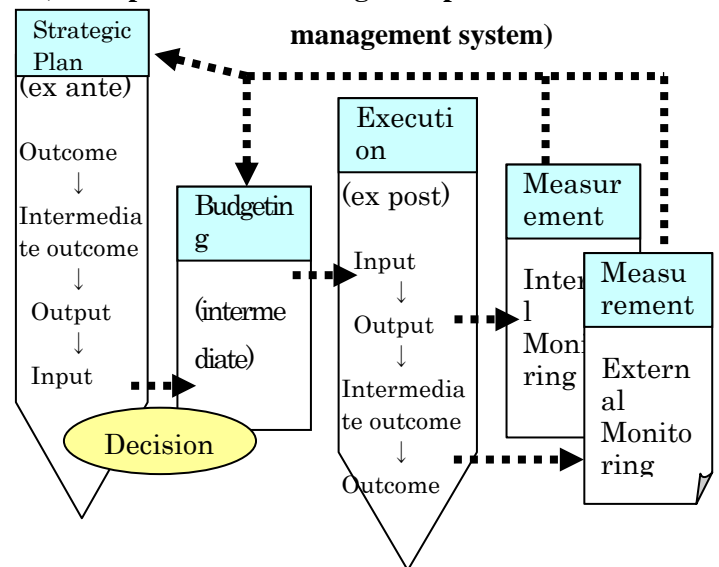 management system)
Strategic
Plan
(ex ante)
Outcome
↓
Intermedia
te outcome
↓
Output
↓
Input
Decision
Budgetin
g
(interme
diate)
Executi
on
(ex post)
Input
↓
Output
↓
Intermedia
te outcome
↓
Outcome
Measur
ement
Inter
l
Moni
ring
Measu
rement
Extern
al
Monito
ring